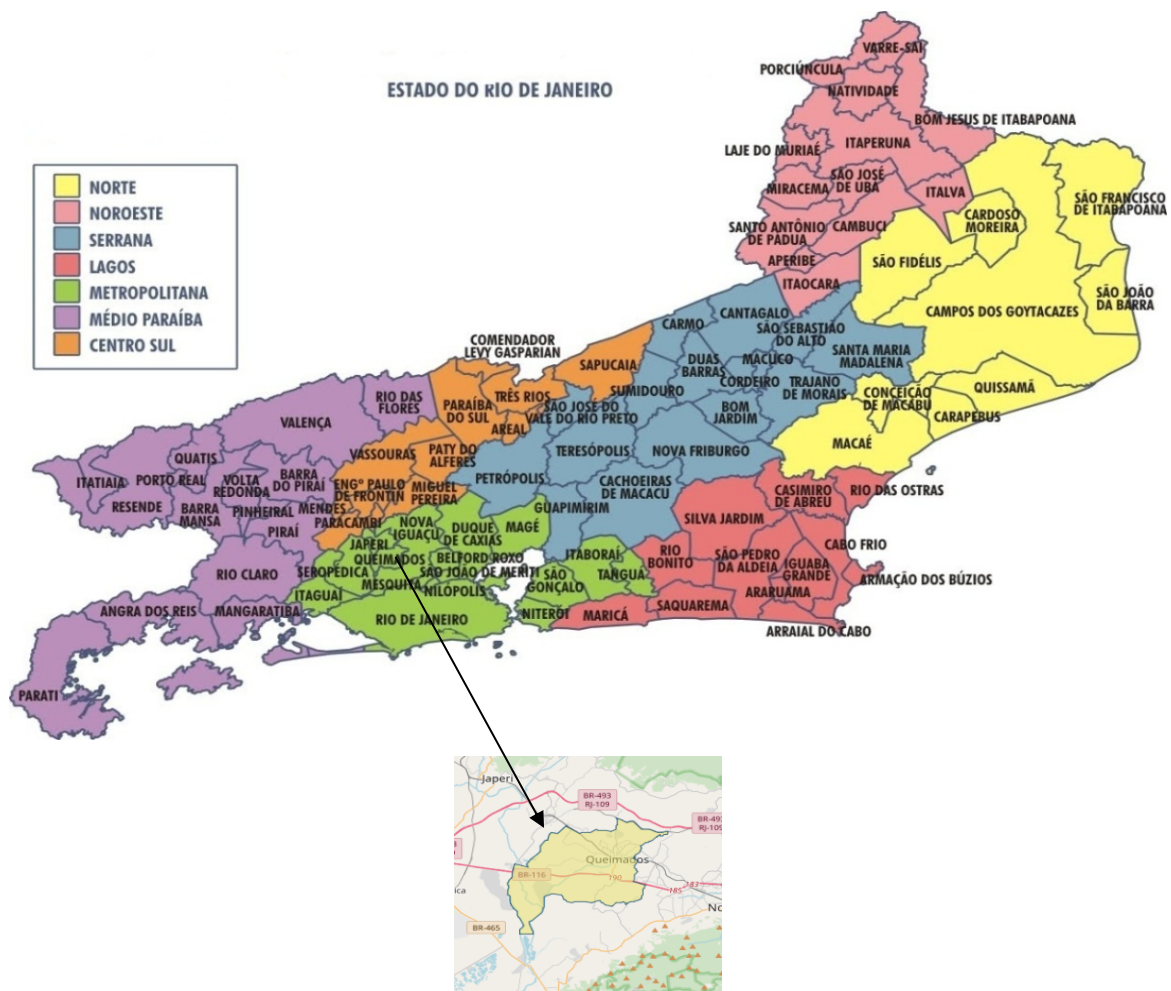 ESTADO DO RIO DE JANEIRO
NORTE
NOROESTE
SERRANA
LAGOS
METROPOLITANA
MÉDIO PARAÍBA
CENTRO SUL
VARRE-SAI
PORCIÚNCULA
NATIVIDADE
BOM JESUS DE ITABAPOANA
ITAPERUNA
LAJE DO MURIAÉ
SÃO JOSÉ
DE UBA
MIRACEMA
ITALVA
SÃO FRANCISCO
DE ITABAPOANA
CARDOSO
MOREIRA
SANTO ANTÔNIO
DE PADUA
CAMBUCI
APERIBE
SÃO FIDÉLIS
ITAOCARA
SÃO JOÃO
DA BARRA
CAMPOS DOS GOYTACAZES
CANTAGALO
CARMO
SÃO SEBASTIÃO
DO ALTO
COMENDADOR
LEVY GASPARIAN
SAPUCAIA
DUAS
BARRAS
MACUCO
SANTA MARIA
MADALENA
CORDEIRO
TRAJANO
DE MORAIS
SUMIDOURO
CONCEIÇÃO
DE MACABU
QUISSAMÃ
CARAPEBUS
RIO DAS
FLORES
PARAÍBA
DO SUL
TRÊS RIOS
SÃO JOSÉ DO
VALE DO RIO PRETO
AREAL
BOM
JARDIM
VALENÇA
MACAÉ
VASSOURAS
PATY DO
ALFERES
TERESÓPOLIS
NOVA FRIBURGO
QUATIS
ITATIAIA
PORTO REAL
VOLTA
REDONDA
BARRA
DO PIRAÍ
ENGº PAULO
DE FRONTIN
MIGUEL
PEREIRA
PETRÓPOLIS
CACHOEIRAS
DE MACACU
CASIMIRO
DE ABREU
RIO DAS OSTRAS
RESENDE
BARRA
MANSA
PINHEIRAL
MENDES
PARACAMBI
PIRAÍ
NOVA
IGUAÇU
DUQUE
DE CAXIAS
MAGÉ
GUAPIMIRIM
SILVA JARDIM
CABO FRIO
JAPERI
QUEIMADOS
BELFORD ROXO
ITABORAÍ
RIO
BONITO
SÃO PEDRO
DA ALDEIA
IGUABA
GRANDE
ARMAÇÃO DOS BÚZIOS
RIO CLARO
SEROPÉDICA
MESQUITA
SÃO JOÃO
DE MERITI
SÃO
GONÇALO
TANGUA
ITAGUAI
NILÓPOLIS
ARARUAMA
SAQUAREMA
ANGRA DOS REIS
MANGARATIBA
RIO DE JANEIRO
NITERÓI
MARICÁ
ARRAIAL DO CABO
PARATI
Japeri
BR-493
RJ-109
BR-493
RJ-109
Queimados
BR-116
190
185
183
ica
No
BR-465